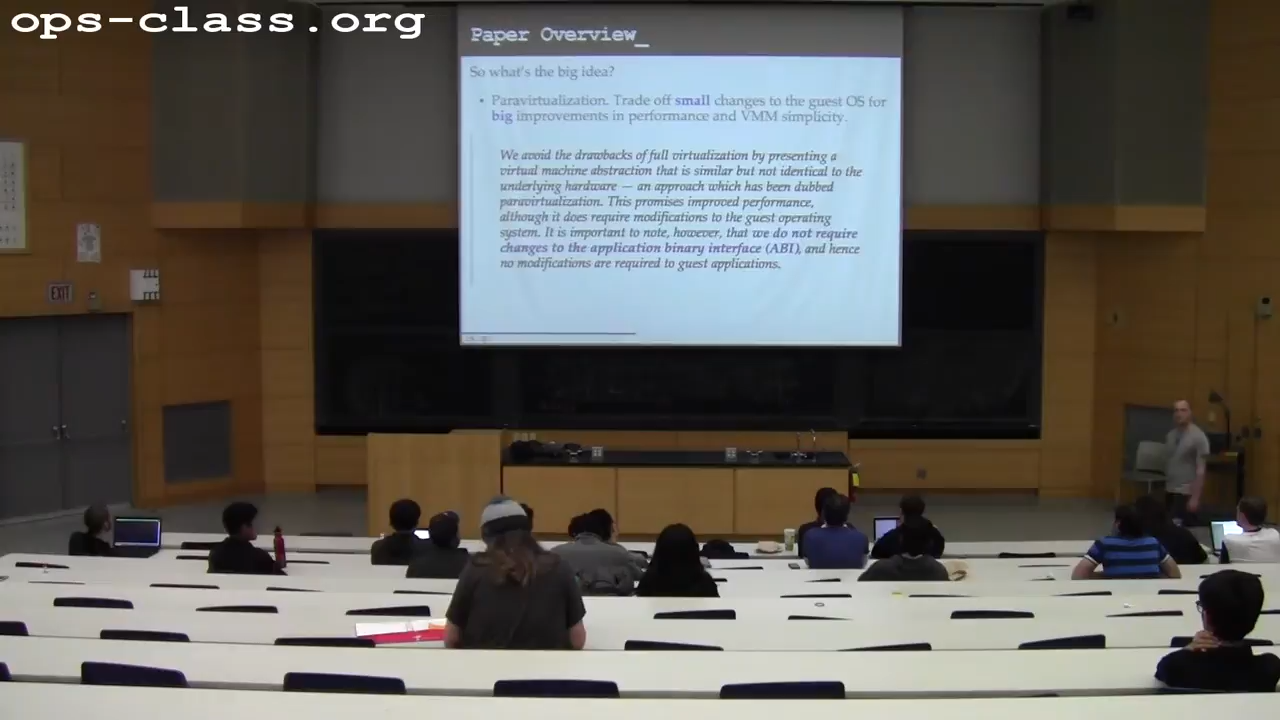 ops-class.org
Paper Overview_
So what's the big idea?
• Paravirtualization. Trade off small changes to the guest OS for
big improvements in performance and VMM simplicity.
We avoid the drawbacks of full virtualization by presenting a
virtual machine abstraction that is similar but not identical to the
underlying hardware — an approach which has been dubbed
paravirtualization. This promises improved performance,
although it does require modifications to the guest operating
system. It is important to note, however, that we do not require
changes to the application binary interface (ABI), and hence
no modifications are required to guest applications.
EXIT